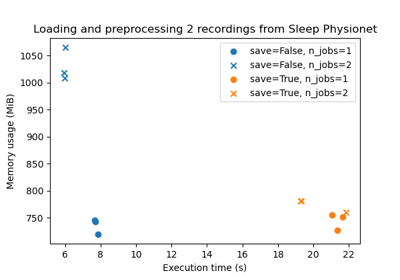 Loading and preprocessing 2 recordings from Sleep Physionet
save=False, n_jobs=1
save=False, n_jobs=2
save=True, n_jobs=1
save=True, n_jobs=2
Memory usage (MiB)
1050
1000
950
900
850
800
750
6 8 10 12 14 16 18 20 22
Execution time (s)